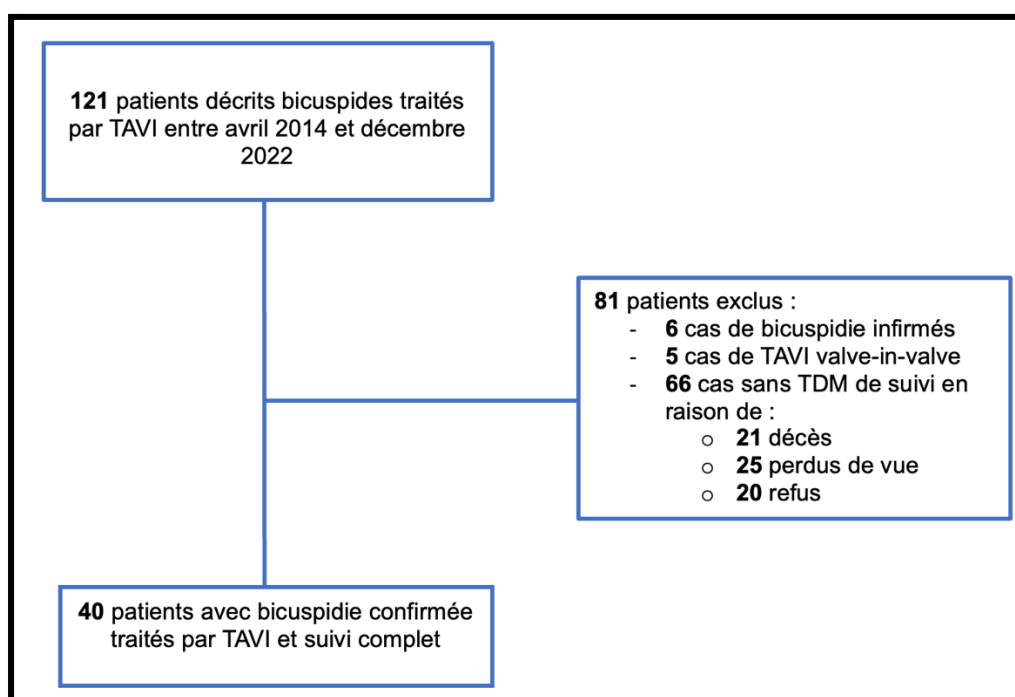 121 patients décrits bicuspides traités
par TAVI entre avril 2014 et décembre
2022
81 patients exclus :
- 6 cas de bicuspidie infirmés
- 5 cas de TAVI valve-in-valve
- 66 cas sans TDM de suivi en
raison de :
o 21 décès
o 25 perdus de vue
o 20 refus
40 patients avec bicuspidie confirmée
traités par TAVI et suivi complet